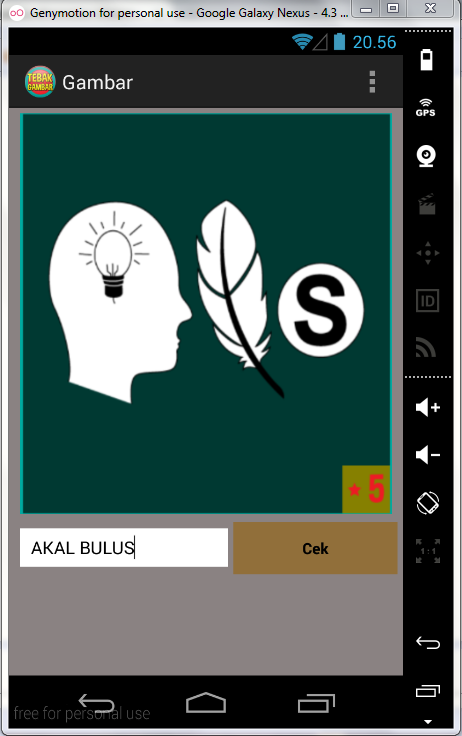 Genymotion for personal use - Google Galaxy Nexus - 4.3 ...
20.56
TEBAK
GAMBAR
Gambar
GPS
ID
S
5
AKAL BULUS
Cek
1:1
free for personal use